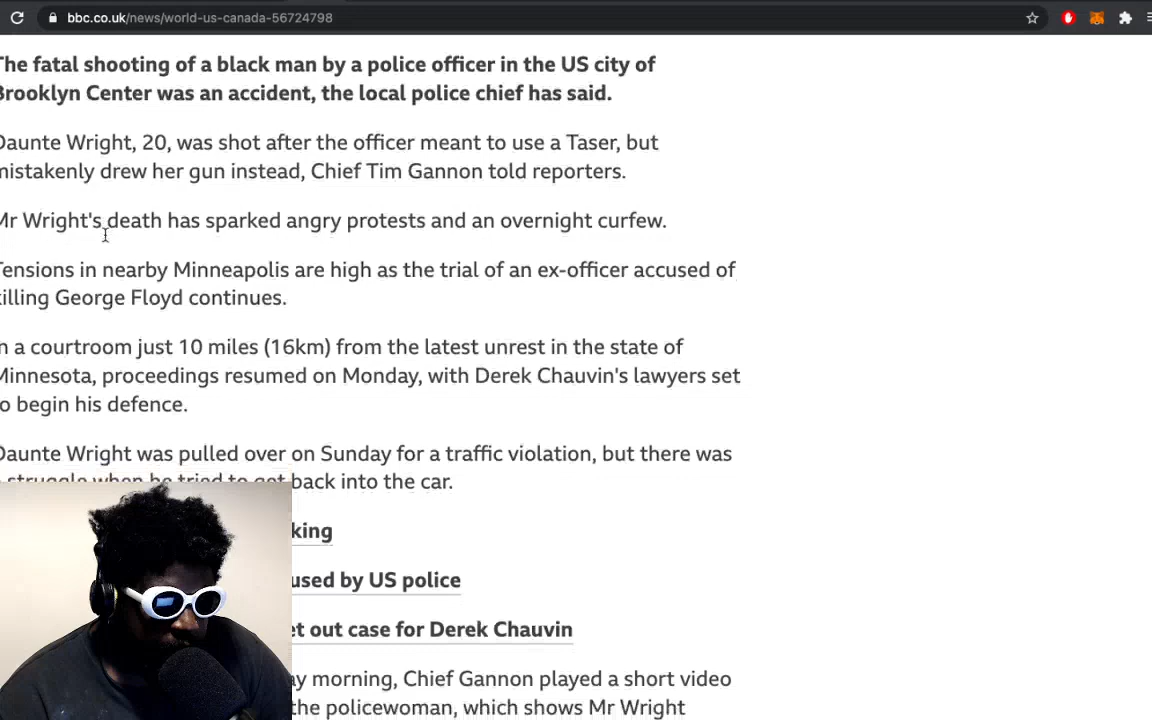 bbc.co.uk/news/world-us-canada-56724798
The fatal shooting of a black man by a police officer in the US city of
Brooklyn Center was an accident, the local police chief has said.
Daunte Wright, 20, was shot after the officer meant to use a Taser, but
mistakenly drew her gun instead, Chief Tim Gannon told reporters.
Mr Wright's death has sparked angry protests and an overnight curfew.
Tensions in nearby Minneapolis are high as the trial of an ex-officer accused of
killing George Floyd continues.
In a courtroom just 10 miles (16km) from the latest unrest in the state of
Minnesota, proceedings resumed on Monday, with Derek Chauvin's lawyers set
to begin his defence.
Daunte Wright was pulled over on Sunday for a traffic violation, but there was
a struggle when he tried to get back into the car.
king
used by US police
et out case for Derek Chauvin
ay morning, Chief Gannon played a short video
the policewoman, which shows Mr Wright